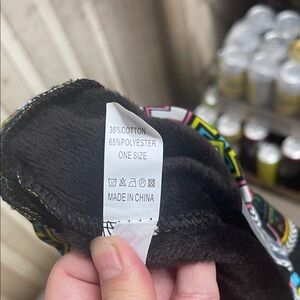 35%COTTON
65%POLYESTER
ONE SIZE
MADE IN CHINA